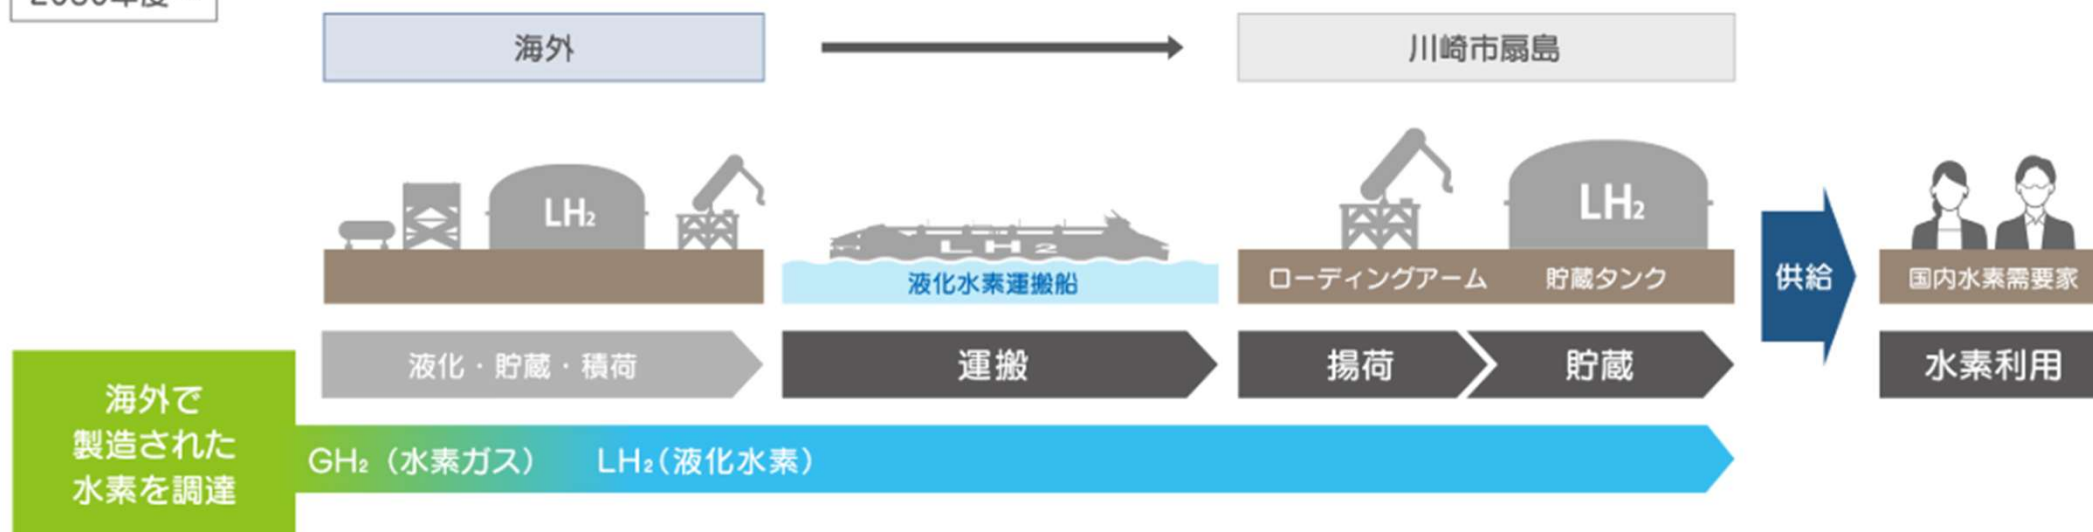 海外
川崎市扇島
LH₂
LH₂
LH2
液化水素運搬船
ローディングアーム
貯蔵タンク
供給
国内水素需要家
液化・貯蔵・積荷
運搬
揚荷
貯蔵
水素利用
海外で
製造された
水素を調達
GH₂（水素ガス）
LH₂（液化水素）